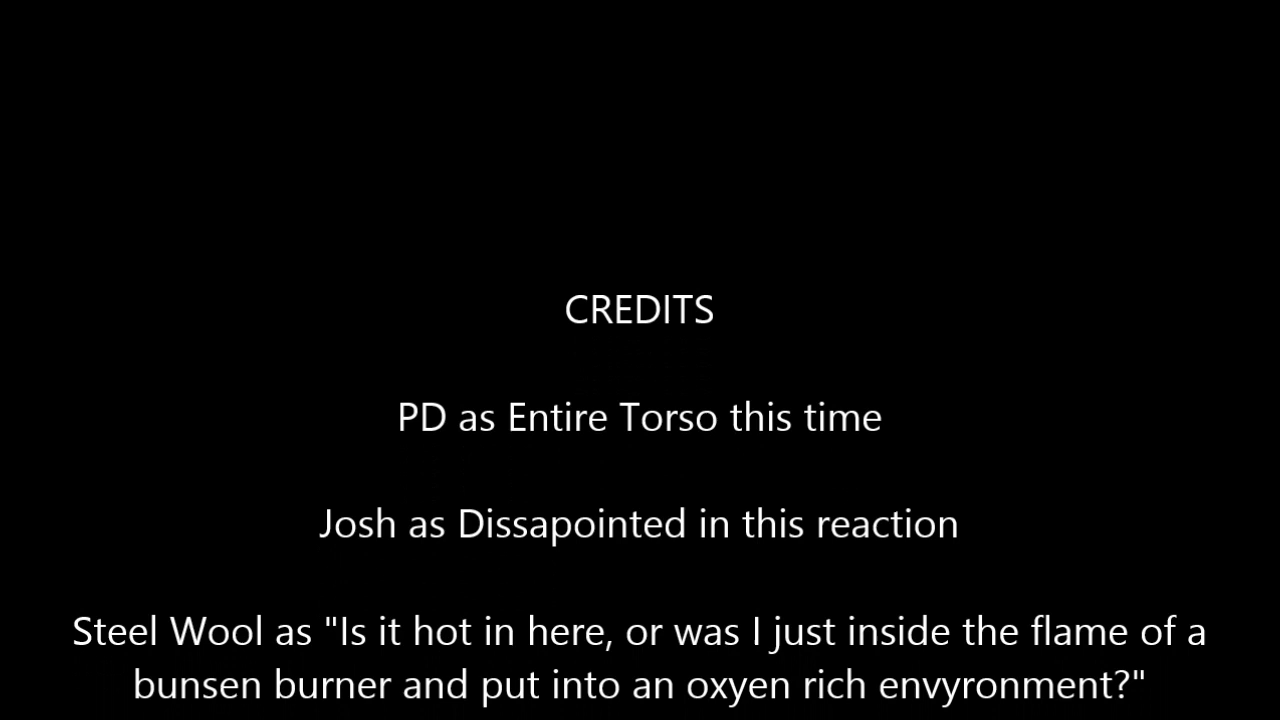 CREDITS
PD as Entire Torso this time
Josh as Dissapointed in this reaction
Steel Wool as "Is it hot in here, or was I just inside the flame of a
bunsen burner and put into an oxyen rich envyronment?"